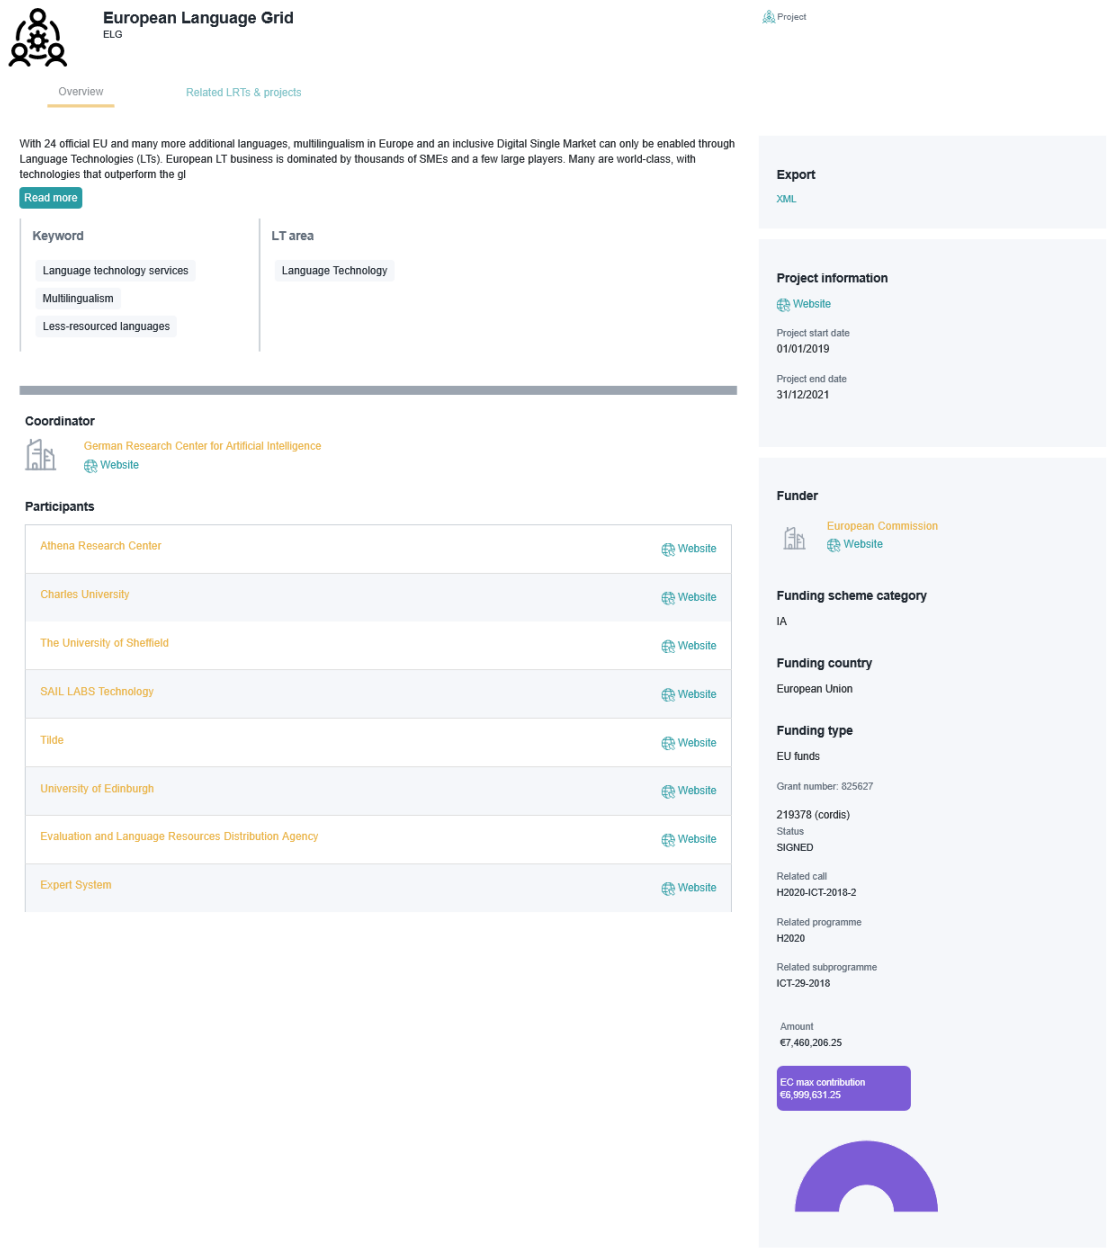 European Language Grid
ELG
Project
Overview
Related LRTs & projects
With 24 official EU and many more additional languages, multilingualism in Europe and an inclusive Digital Single Market can only be enabled through
Language Technologies (LTs). European LT business is dominated by thousands of SMEs and a few large players. Many are world-class, with
technologies that outperform the gl
Read more
Keyword
Language technology services
Multilingualism
Less-resourced languages
LT area
Language Technology
Coordinator
German Research Center for Artificial Intelligence
Website
Participants
Athena Research Center
Website
Charles University
Website
The University of Sheffield
Website
SAIL LABS Technology
Website
Tilde
Website
University of Edinburgh
Website
Evaluation and Language Resources Distribution Agency
Website
Expert System
Website
Export
XML
Project information
Website
Project start date
01/01/2019
Project end date
31/12/2021
Funder
European Commission
Website
Funding scheme category
IA
Funding country
European Union
Funding type
EU funds
Grant number: 825627
219378 (cordis)
Status
SIGNED
Related call
H2020-ICT-2018-2
Related programme
H2020
Related subprogramme
ICT-29-2018
Amount
€7,460,206.25
EC max contribution
€6,999,631.25